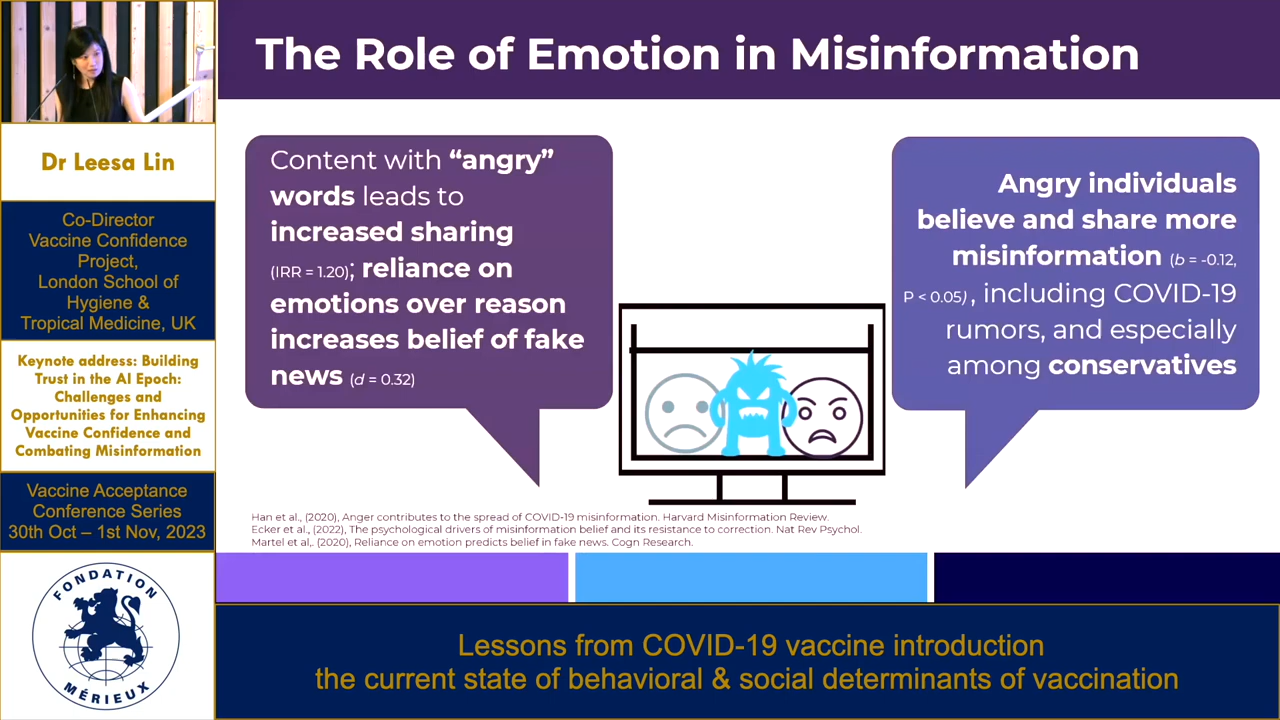 The Role of Emotion in Misinformation
Dr Leesa Lin
Co-Director
Vaccine Confidence
Project,
London School of
Hygiene &
Tropical Medicine, UK
Keynote address: Building
Trust in the AI Epoch:
Challenges and
Opportunities for Enhancing
Vaccine Confidence and
Combating Misinformation
Vaccine Acceptance
Conference Series
30th Oct – 1st Nov, 2023
FONDATION
MÉRIEUX
Content with “angry”
words leads to
increased sharing
(IRR = 1.20); reliance on
emotions over reason
increases belief of fake
news (d = 0.32)
Angry individuals
believe and share more
misinformation (b = -0.12,
P < 0.05), including COVID-19
rumors, and especially
among conservatives
Han et al., (2020), Anger contributes to the spread of COVID-19 misinformation. Harvard Misinformation Review.
Ecker et al., (2022), The psychological drivers of misinformation belief and its resistance to correction. Nat Rev Psychol.
Martel et al,. (2020), Reliance on emotion predicts belief in fake news. Cogn Research.
Lessons from COVID-19 vaccine introduction
the current state of behavioral & social determinants of vaccination